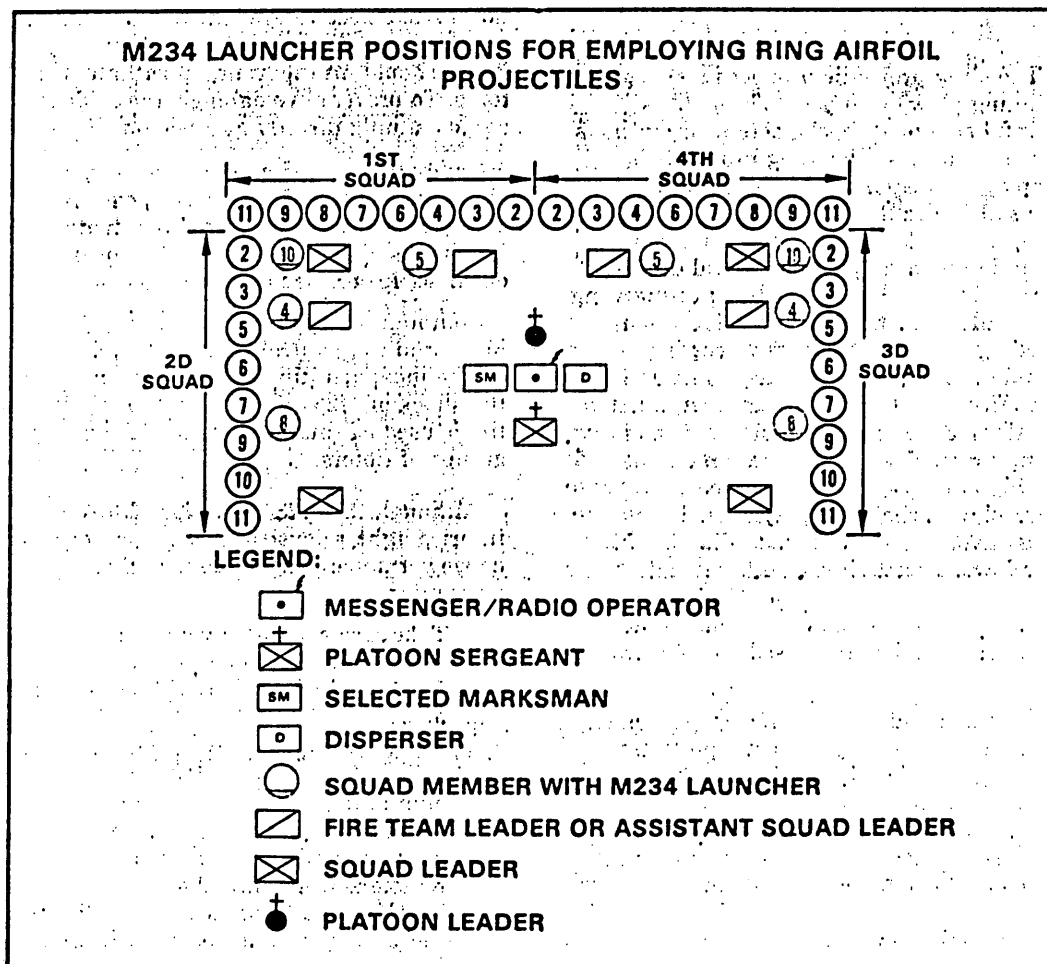 M234 LAUNCHER POSITIONS FOR EMPLOYING RING AIRFOIL
PROJECTILES
1ST
SQUAD
4TH
SQUAD
11 9 8 7 6 4 3 2 2 3 4 6 7 8 9 11
2 10 5 5 10 2
3 3
4 4
5 5
2D
SQUAD
6 6
3D
SQUAD
SM D
7 7
8 8
9 9
10 10
11 11
LEGEND:
MESSENGER/RADIO OPERATOR
PLATOON SERGEANT
SM SELECTED MARKSMAN
D DISPERSER
SQUAD MEMBER WITH M234 LAUNCHER
FIRE TEAM LEADER OR ASSISTANT SQUAD LEADER
SQUAD LEADER
PLATOON LEADER